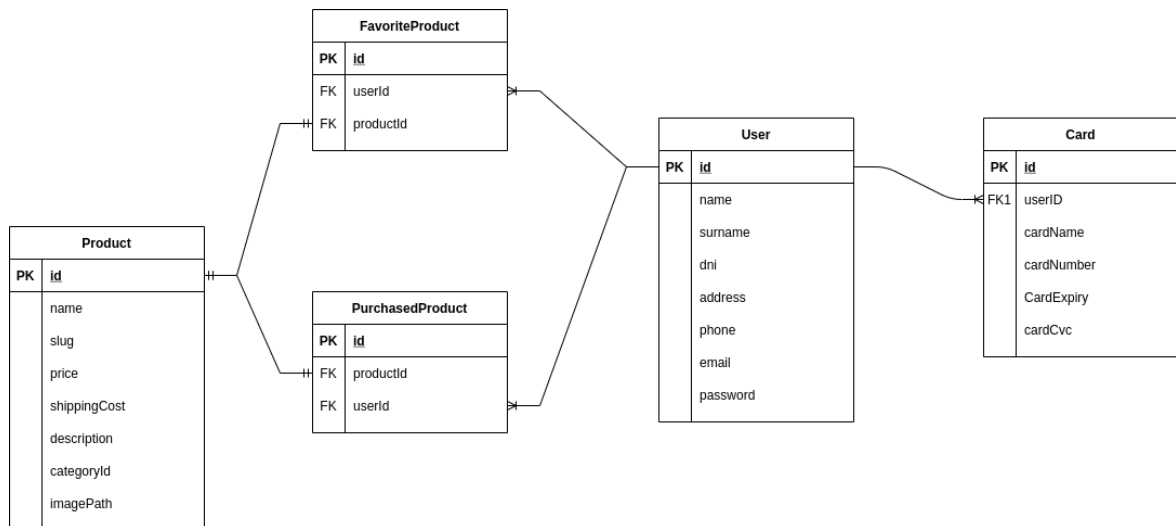 FavoriteProduct
PK id
FK userId
FK productId
Product
PK id
name
slug
price
shippingCost
description
categoryId
imagePath
PurchasedProduct
PK id
FK productId
FK userId
User
PK id
name
surname
dni
address
phone
email
password
Card
PK id
FK1 userID
cardName
cardNumber
CardExpiry
cardCvc